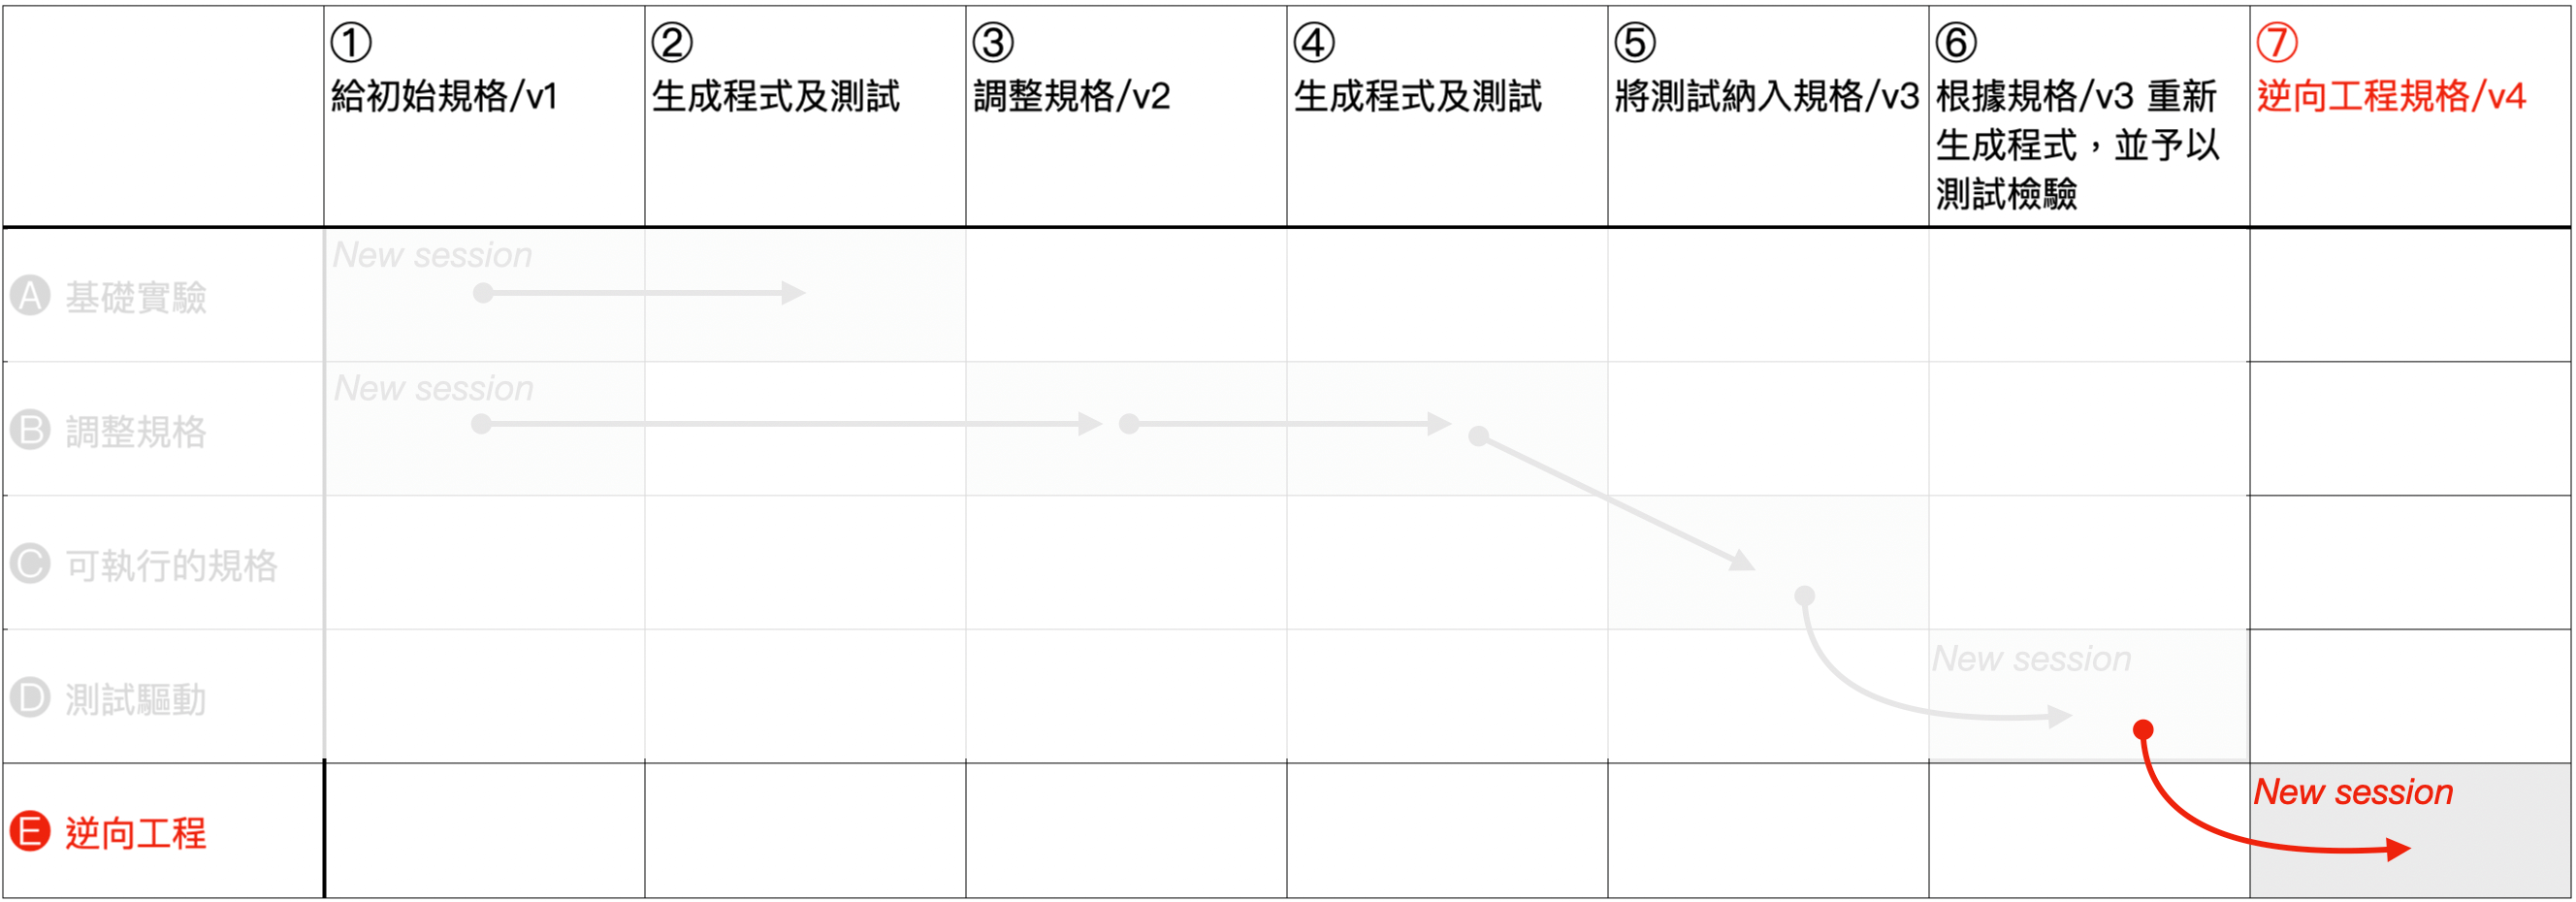 ①
給初始規格/v1
②
生成程式及測試
③
調整規格/v2
④
生成程式及測試
⑤
將測試納入規格/v3
⑥
根據規格/v3 重新
生成程式，並予以
測試檢驗
⑦
逆向工程規格/v4
Ⓐ 基礎實驗
New session
Ⓑ 調整規格
New session
Ⓒ 可執行的規格
Ⓓ 測試驅動
New session
Ⓔ 逆向工程
New session